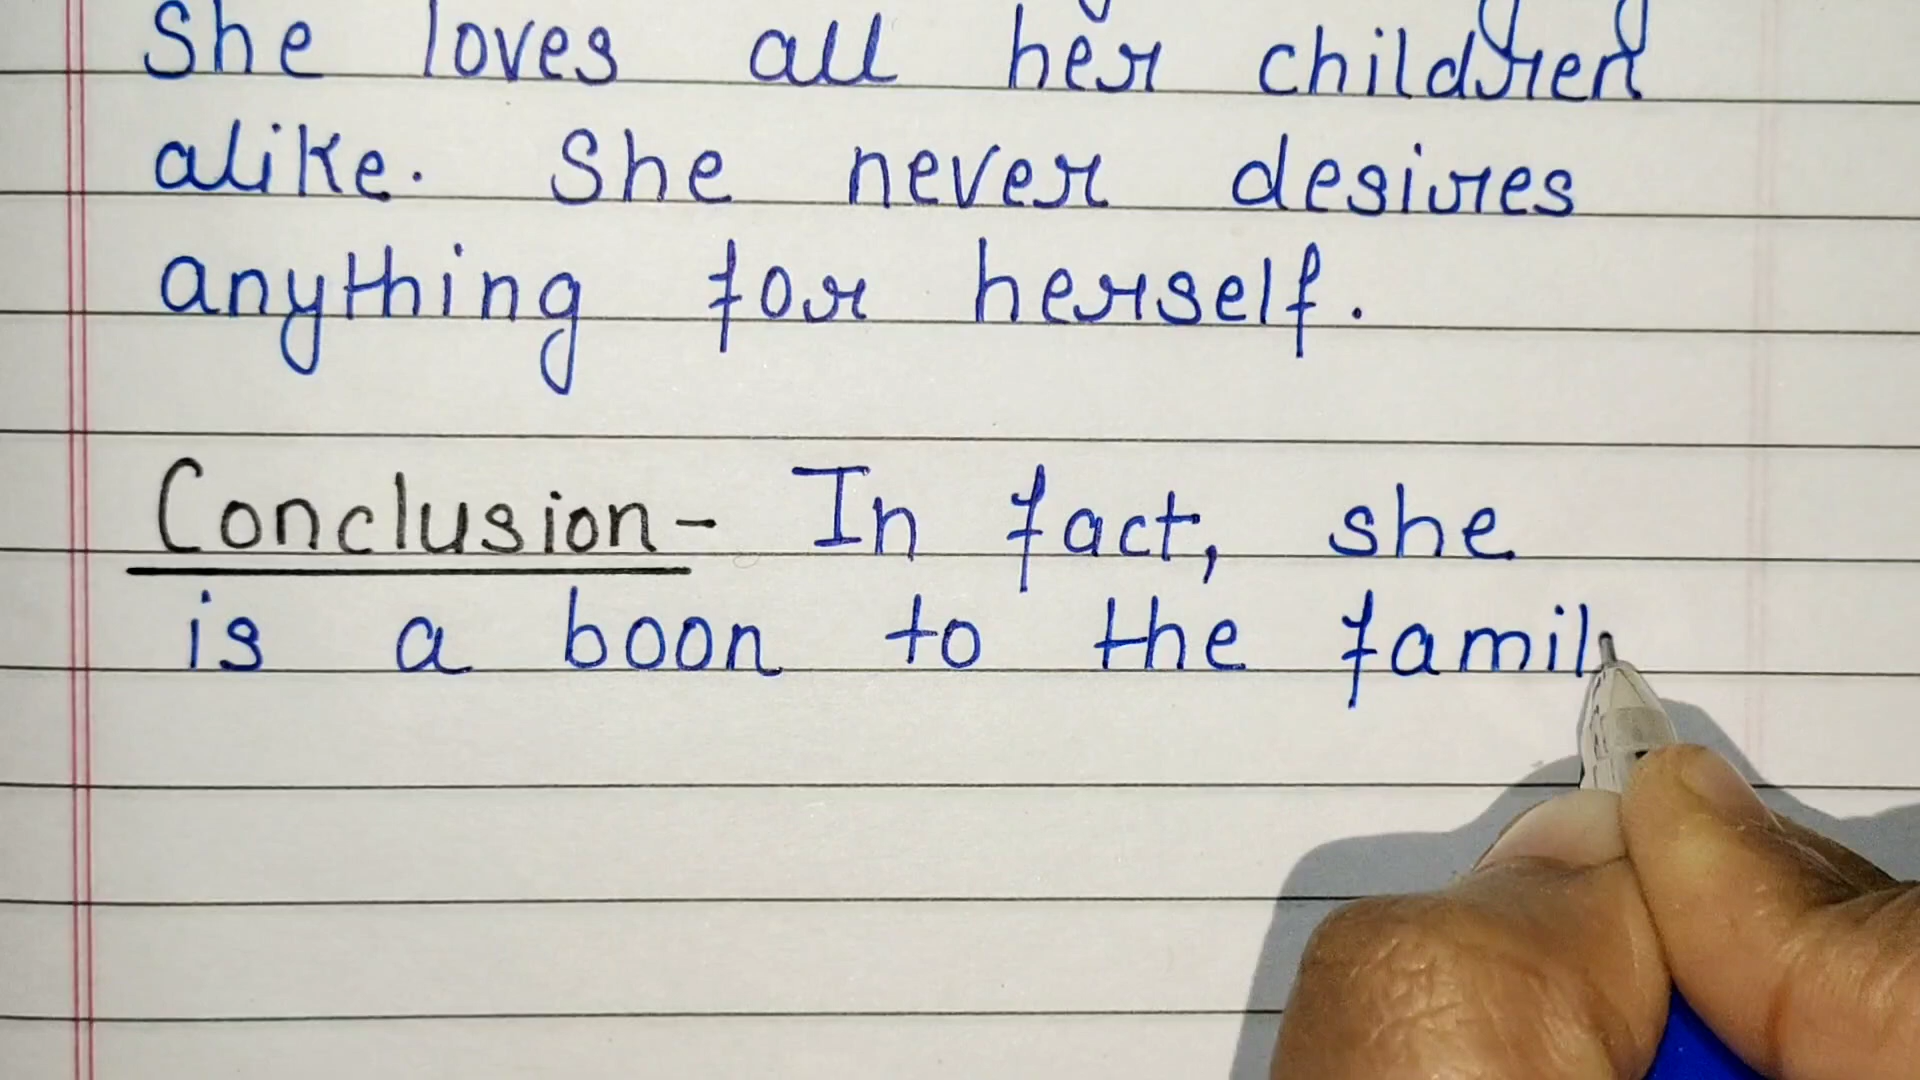 She loves all her children
alike. She never desires
anything for herself.
Conclusion- In fact, she
is a boon to the famil